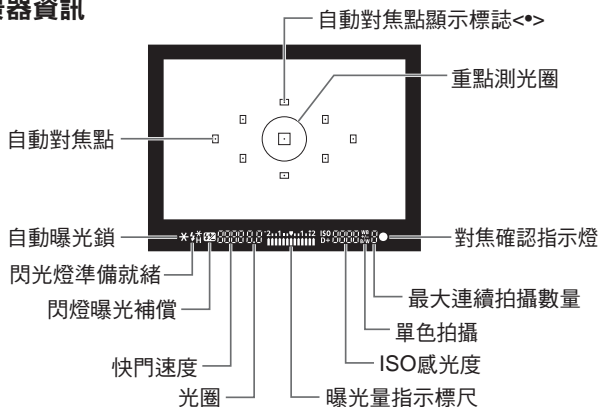 景器資訊
自動對焦點顯示標誌<•>
重點測光圈
自動對焦點
自動曝光鎖
對焦確認指示燈
閃光燈準備就緒
最大連續拍攝數量
閃燈曝光補償
單色拍攝
快門速度
ISO感光度
光圈
曝光量指示標尺